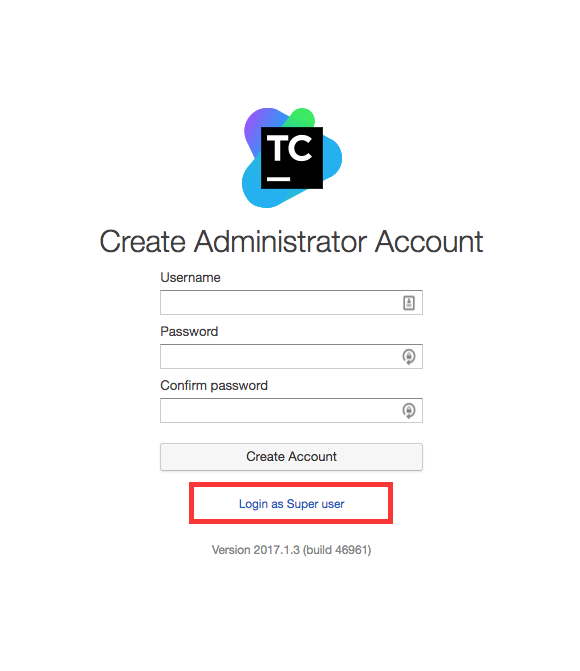 TC
Create Administrator Account
Username
Password
Confirm password
Create Account
Login as Super user
Version 2017.1.3 (build 46961)